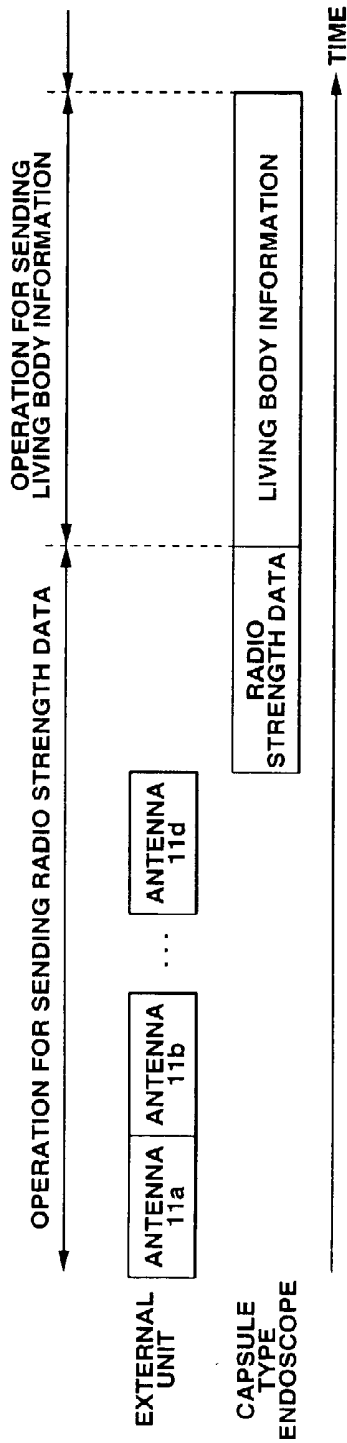 OPERATION FOR SENDING RADIO STRENGTH DATA
OPERATION FOR SENDING
LIVING BODY INFORMATION
EXTERNAL
UNIT
ANTENNA
11a
ANTENNA
11b
...
ANTENNA
11d
CAPSULE
TYPE
ENDOSCOPE
RADIO
STRENGTH DATA
LIVING BODY INFORMATION
TIME